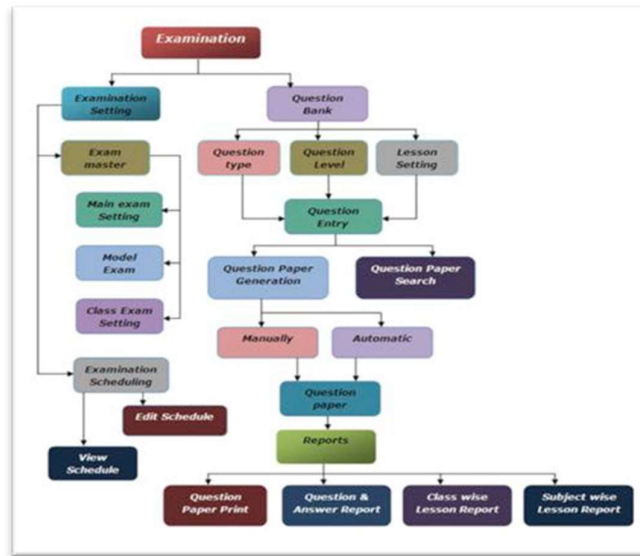 Examination
Examination
Setting
Question
Bank
Exam
master
Question
type
Question
Level
Lesson
Setting
Main exam
Setting
Question
Entry
Model
Exam
Question Paper
Generation
Question Paper
Search
Class Exam
Setting
Manually
Automatic
Examination
Scheduling
Edit Schedule
Question
paper
View
Schedule
Reports
Question
Paper Print
Question &
Answer Report
Class wise
Lesson Report
Subject wise
Lesson Report